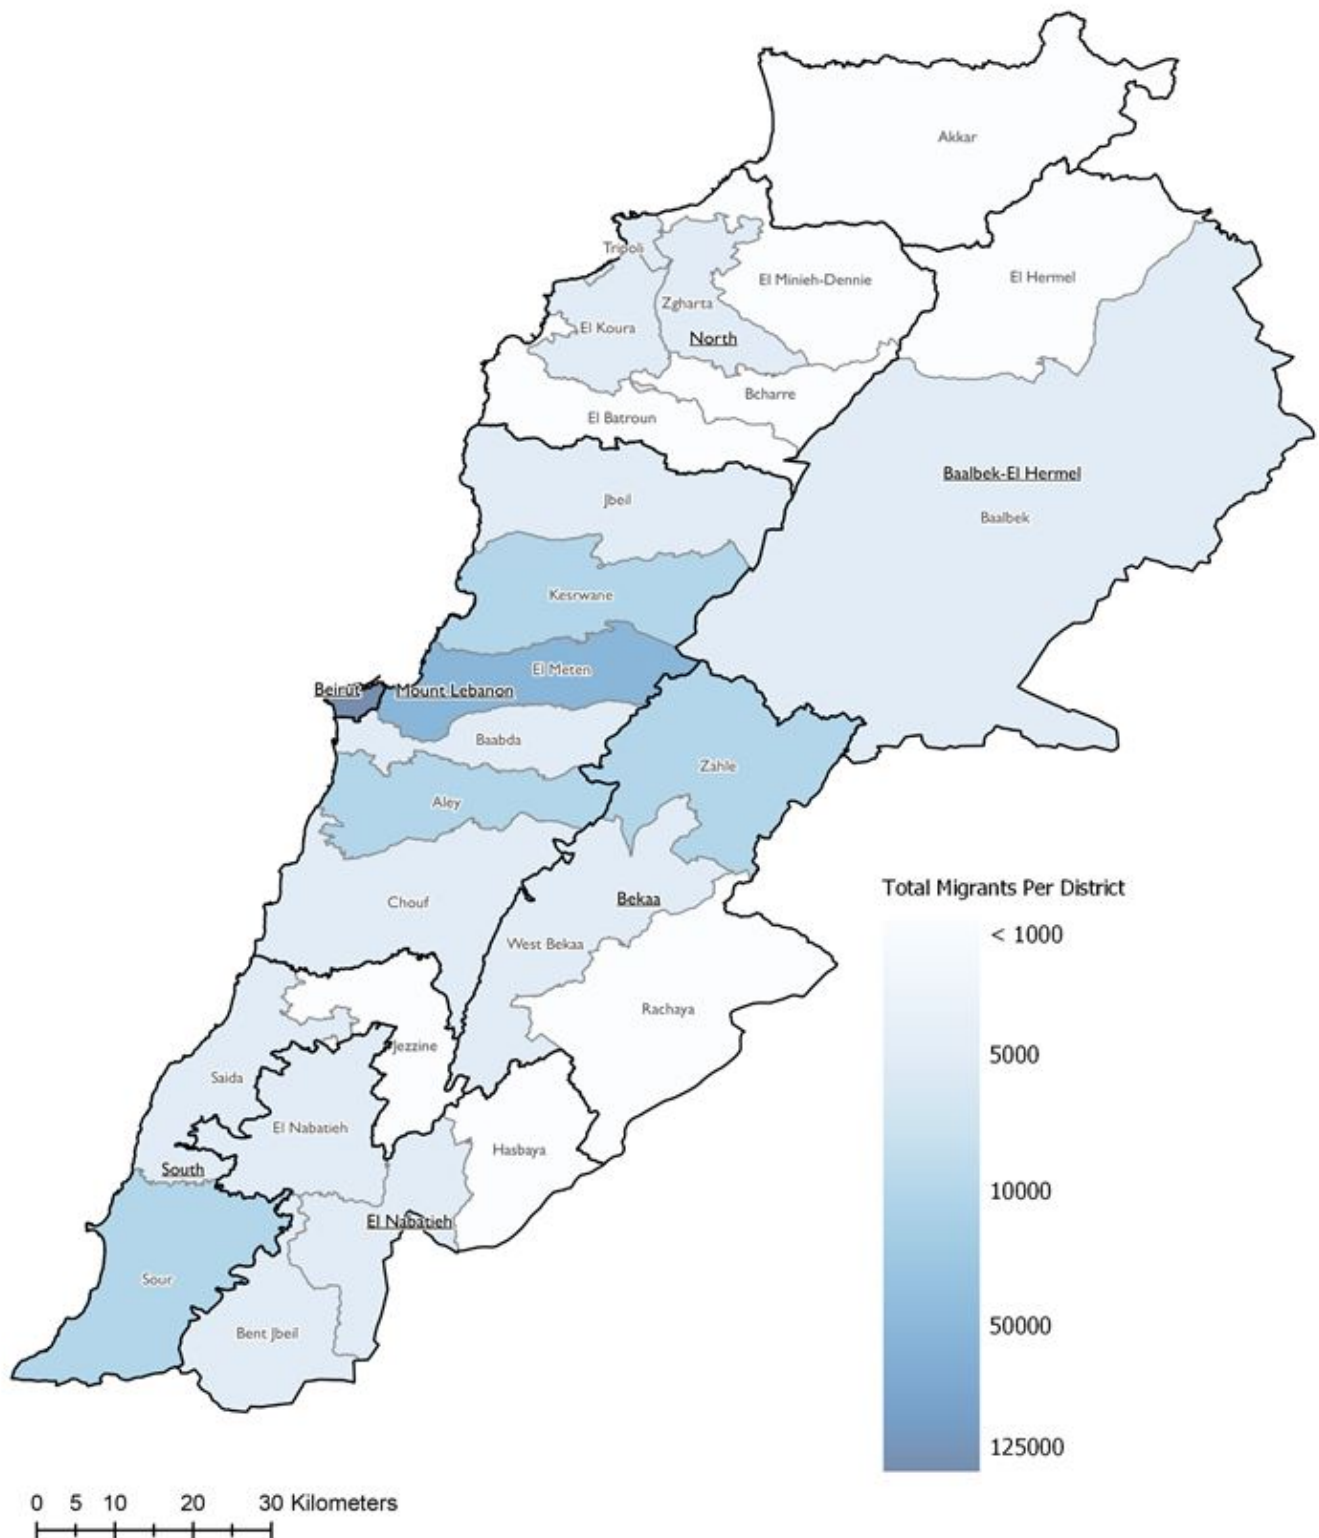 Akkar
Tripoli
El Minieh-Dennie
El Hermel
Zgharta
El Koura
North
Bcharre
El Batroun
Baalbek-El Hermel
Jbeil
Baalbek
Kesrwane
El Meten
Beirut
Mount Lebanon
Baabda
Zahle
Aley
Chouf
Bekaa
West Bekaa
Rachaya
Jezzine
Saida
El Nabatieh
Hasbaya
South
El Nabatieh
Sour
Bent Jbeil
Total Migrants Per District
< 1000
5000
10000
50000
125000
0 5 10 20 30 Kilometers